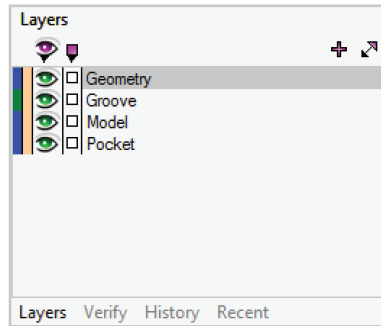 Layers
Geometry
Groove
Model
Pocket
Layers Verify History Recent